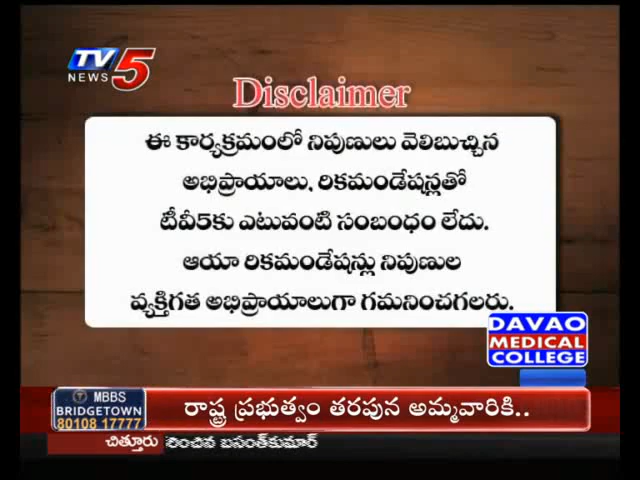 TV5
NEWS
Disclaimer
ఈ కార్యక్రమంలో నిపుణులు వెలిబుచ్చిన
అభిప్రాయాలు, రికమండేషన్లతో
టీవీ5కు ఎటువంటి సంబంధం లేదు.
ఆయా రికమండేషన్లు నిపుణుల
వ్యక్తిగత అభిప్రాయాలుగా గమనించగలరు.
DAVAO
MEDICAL
COLLEGE
MBBS
BRIDGETOWN
80108 17777
రాష్ట్ర ప్రభుత్వం తరపున అమ్మవారికి..
చిత్తూరు రించిన బసంత్‌కుమార్